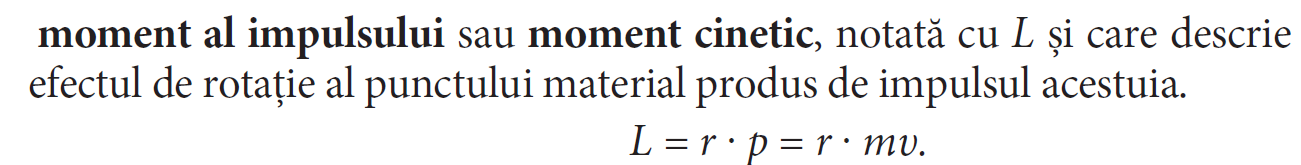 moment al impulsului sau moment cinetic, notată cu L și care descrie
efectul de rotație al punctului material produs de impulsul acestuia.
L = r · p = r · mv.